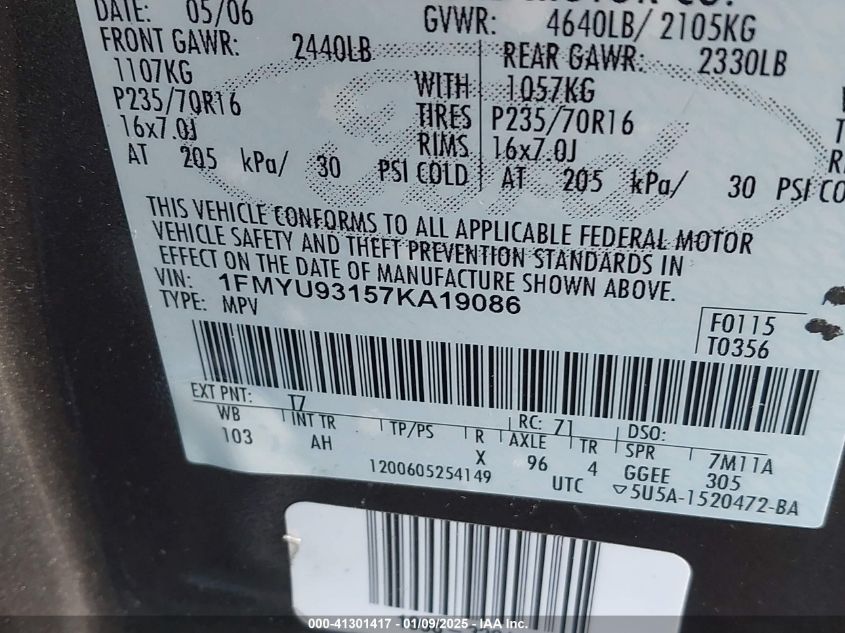 DATE: 05/06 GVWR: 4640LB/ 2105KG
FRONT GAWR: 2440LB REAR GAWR: 2330LB
1107KG WITH 1057KG
P235/70R16 TIRES P235/70R16
16x7.0J RIMS 16x7.0J
AT 205 kPa/ 30 PSI COLD AT 205 kPa/ 30 PSI CO
THIS VEHICLE CONFORMS TO ALL APPLICABLE FEDERAL MOTOR
VEHICLE SAFETY AND THEFT PREVENTION STANDARDS IN
EFFECT ON THE DATE OF MANUFACTURE SHOWN ABOVE.
VIN: 1FMYU93157KA19086
TYPE: MPV
F0115
T0356
EXT PNT: T7 RC: 71 DSO:
WB INT TR TP/PS R AXLE TR SPR 7M11A
103 AH X 96 4 GGEE 305
1200605254149 UTC ▽5U5A-1520472-BA
000-41301417 - 01/09/2025 - IAA Inc.